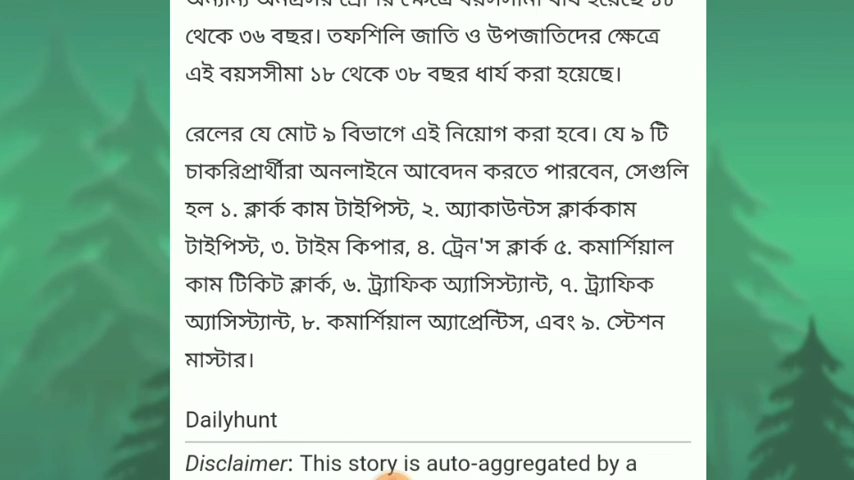 থেকে ৩৬ বছর। তফশিলি জাতি ও উপজাতিদের ক্ষেত্রে
এই বয়সসীমা ১৮ থেকে ৩৮ বছর ধার্য করা হয়েছে।
রেলের যে মোট ৯ বিভাগে এই নিয়োগ করা হবে। যে ৯ টি
চাকরিপ্রার্থীরা অনলাইনে আবেদন করতে পারবেন, সেগুলি
হল ১. ক্লার্ক কাম টাইপিস্ট, ২. অ্যাকাউন্টস ক্লার্ককাম
টাইপিস্ট, ৩. টাইম কিপার, ৪. ট্রেন'স ক্লার্ক ৫. কমার্শিয়াল
কাম টিকিট ক্লার্ক, ৬. ট্র্যাফিক অ্যাসিস্ট্যান্ট, ৭. ট্র্যাফিক
অ্যাসিস্ট্যান্ট, ৮. কমার্শিয়াল অ্যাপ্রেন্টিস, এবং ৯. স্টেশন
মাস্টার।
Dailyhunt
Disclaimer: This story is auto-aggregated by a